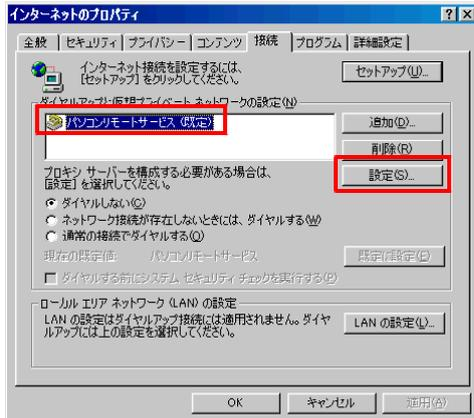 インターネットのプロパティ
全般 セキュリティ プライバシー コンテンツ 接続 プログラム 詳細設定
インターネット接続を設定するには、
[セットアップ] をクリックしてください。
セットアップ(U)...
ダイヤルアップと仮想プライベート ネットワークの設定(N)
パソコンリモートサービス (既定)
追加(D)...
削除(R)
プロキシ サーバーを構成する必要がある場合は、
[設定] を選択してください。
設定(S)...
ダイヤルしない(C)
ネットワーク接続が存在しないときには、ダイヤルする(W)
通常の接続でダイヤルする(O)
現在の既定値: パソコンリモートサービス
既定に設定(E)
ダイヤルする前にシステム セキュリティ チェックを実行する(P)
ローカル エリア ネットワーク (LAN) の設定
LAN の設定はダイヤルアップ接続には適用されません。ダイヤ
ルアップには上の設定を選択してください。
LAN の設定(L)...
OK キャンセル 適用(A)